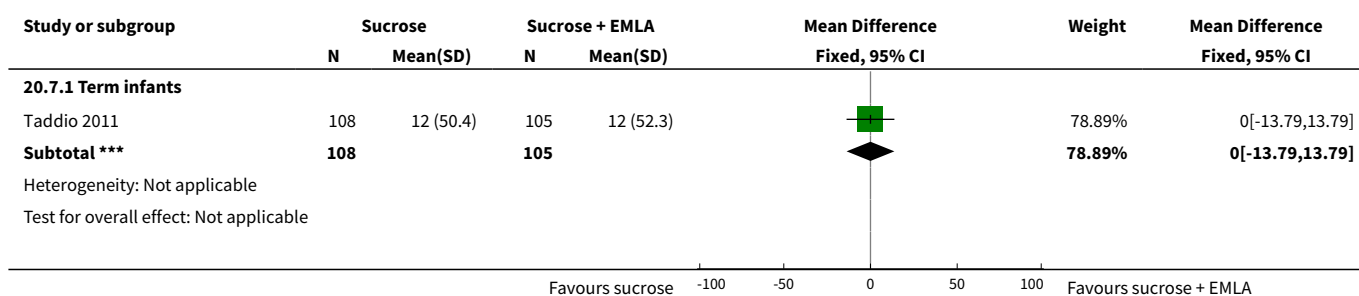 Study or subgroup Sucrose Sucrose + EMLA Mean Difference Weight Mean Difference
N Mean(SD) N Mean(SD) Fixed, 95% CI Fixed, 95% CI
20.7.1 Term infants
Taddio 2011 108 12 (50.4) 105 12 (52.3) 78.89% 0[-13.79,13.79]
Subtotal *** 108 105 78.89% 0[-13.79,13.79]
Heterogeneity: Not applicable
Test for overall effect: Not applicable
Favours sucrose -100 -50 0 50 100 Favours sucrose + EMLA